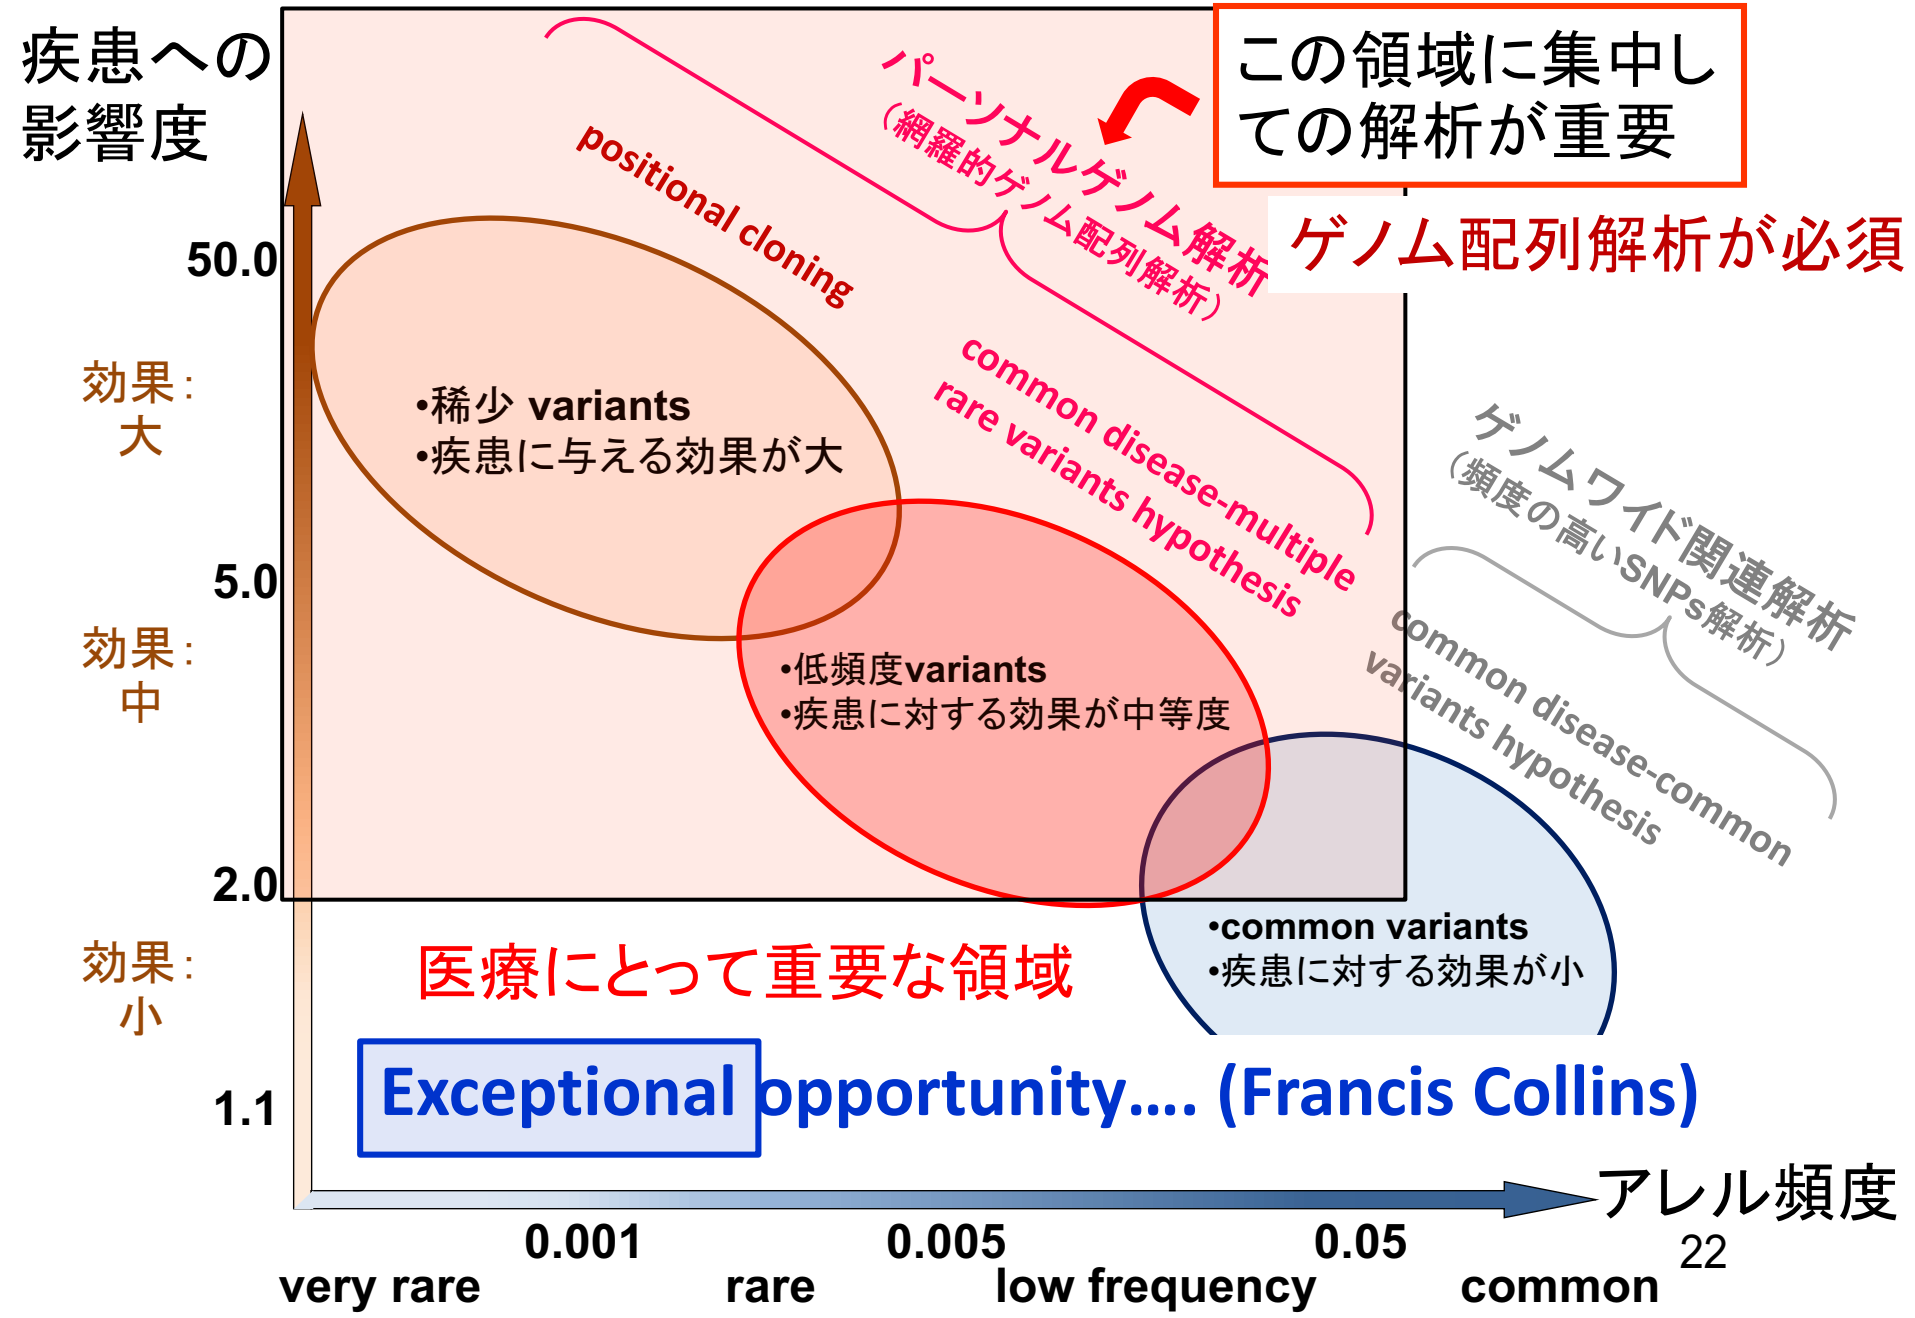 疾患への
影響度
この領域に集中し
ての解析が重要
ゲノム配列解析が必須
パーソナルゲノム解析
（網羅的ゲノム配列解析）
positional cloning
50.0
効果：
大
•稀少 variants
•疾患に与える効果が大
common disease-multiple
rare variants hypothesis
ゲノムワイド関連解析
（頻度の高いSNPs解析）
common disease-common
variants hypothesis
5.0
効果：
中
•低頻度variants
•疾患に対する効果が中等度
2.0
効果：
小
•common variants
•疾患に対する効果が小
医療にとって重要な領域
Exceptional opportunity.... (Francis Collins)
1.1
アレル頻度
0.001 0.005 0.05
22
very rare rare low frequency common